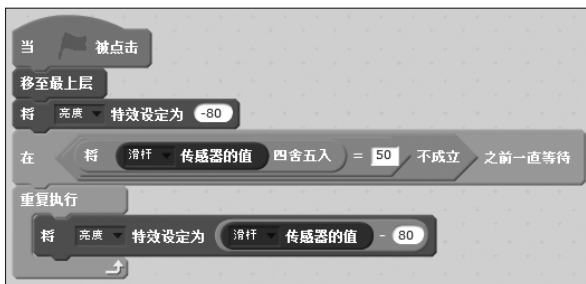 当 被点击
移至最上层
将 亮度 特效设定为 -80
在 将 滑杆 传感器的值 四舍五入 = 50 不成立 之前一直等待
重复执行
将 亮度 特效设定为 滑杆 传感器的值 - 80